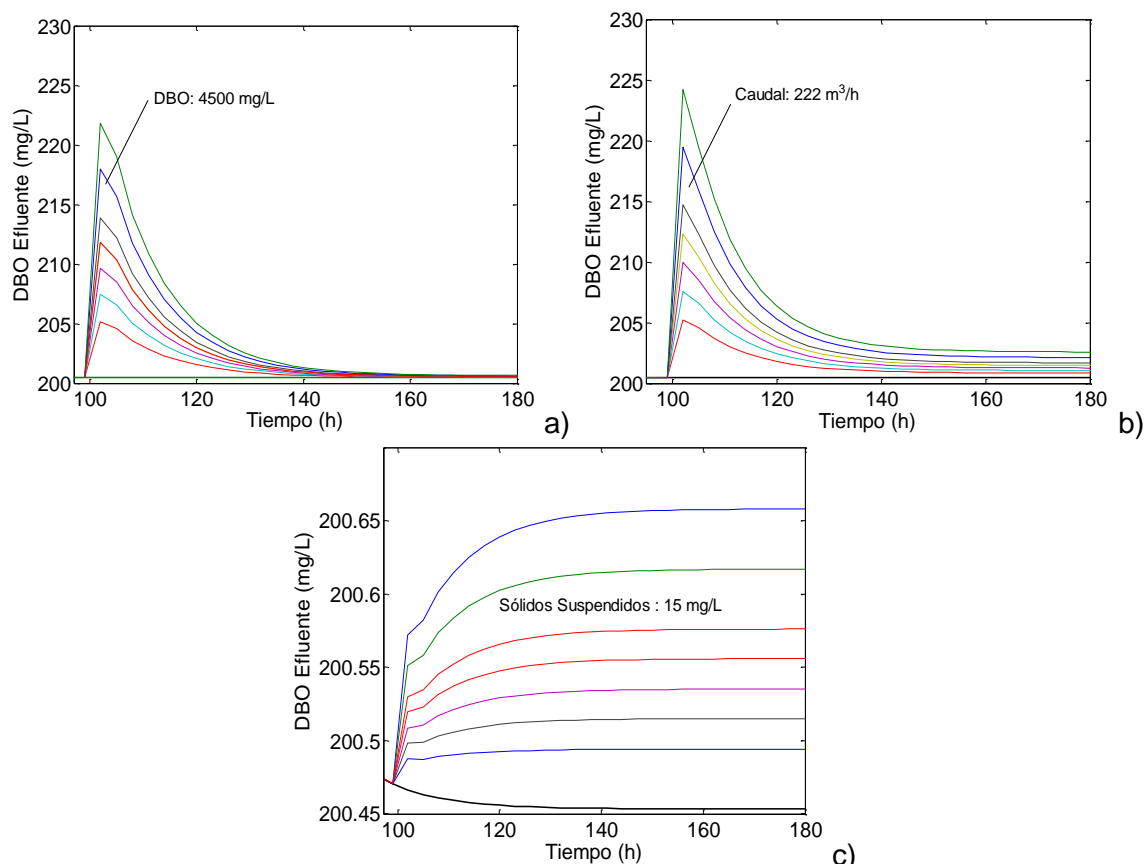 230
225
220
215
210
205
200
DBO Efluente (mg/L)
DBO: 4500 mg/L
100 120 140 160 180
Tiempo (h)
a)
230
225
220
215
210
205
200
DBO Efluente (mg/L)
Caudal: 222 m³/h
100 120 140 160 180
Tiempo (h)
b)
200.65
200.6
200.55
200.5
200.45
DBO Efluente (mg/L)
Sólidos Suspendidos : 15 mg/L
100 120 140 160 180
Tiempo (h)
c)